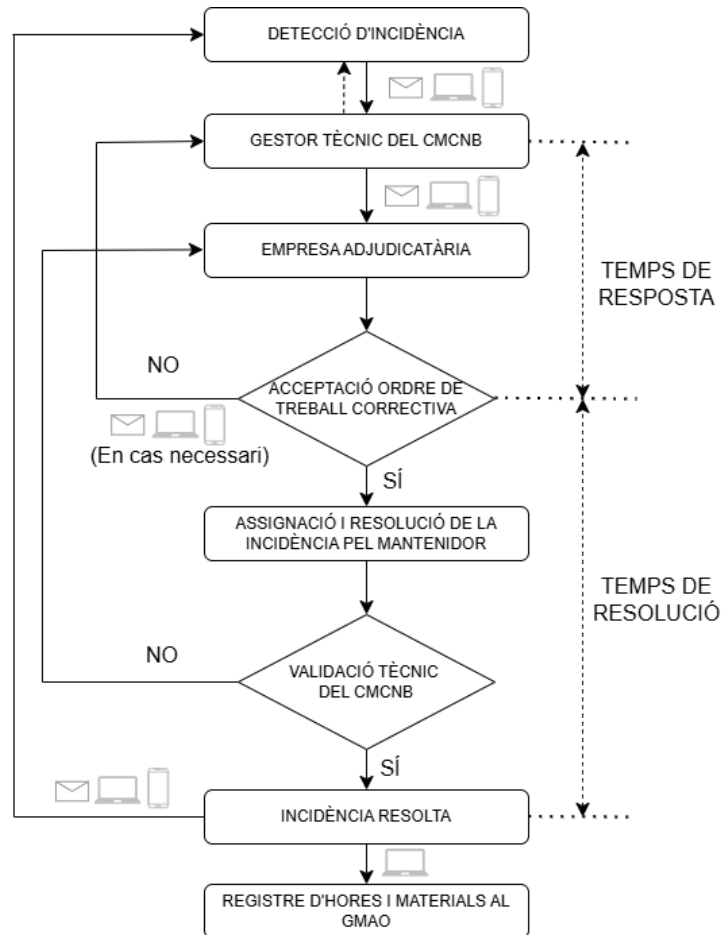 DETECCIÓ D'INCIDÈNCIA
GESTOR TÈCNIC DEL CMCNB
EMPRESA ADJUDICATÀRIA
TEMPS DE
RESPOSTA
NO
ACCEPTACIÓ ORDRE DE
TREBALL CORRECTIVA
(En cas necessari)
SÍ
ASSIGNACIÓ I RESOLUCIÓ DE LA
INCIDÈNCIA PEL MANTENIDOR
TEMPS DE
RESOLUCIÓ
NO
VALIDACIÓ TÈCNIC
DEL CMCNB
SÍ
INCIDÈNCIA RESOLTA
REGISTRE D'HORES I MATERIALS AL
GMAO